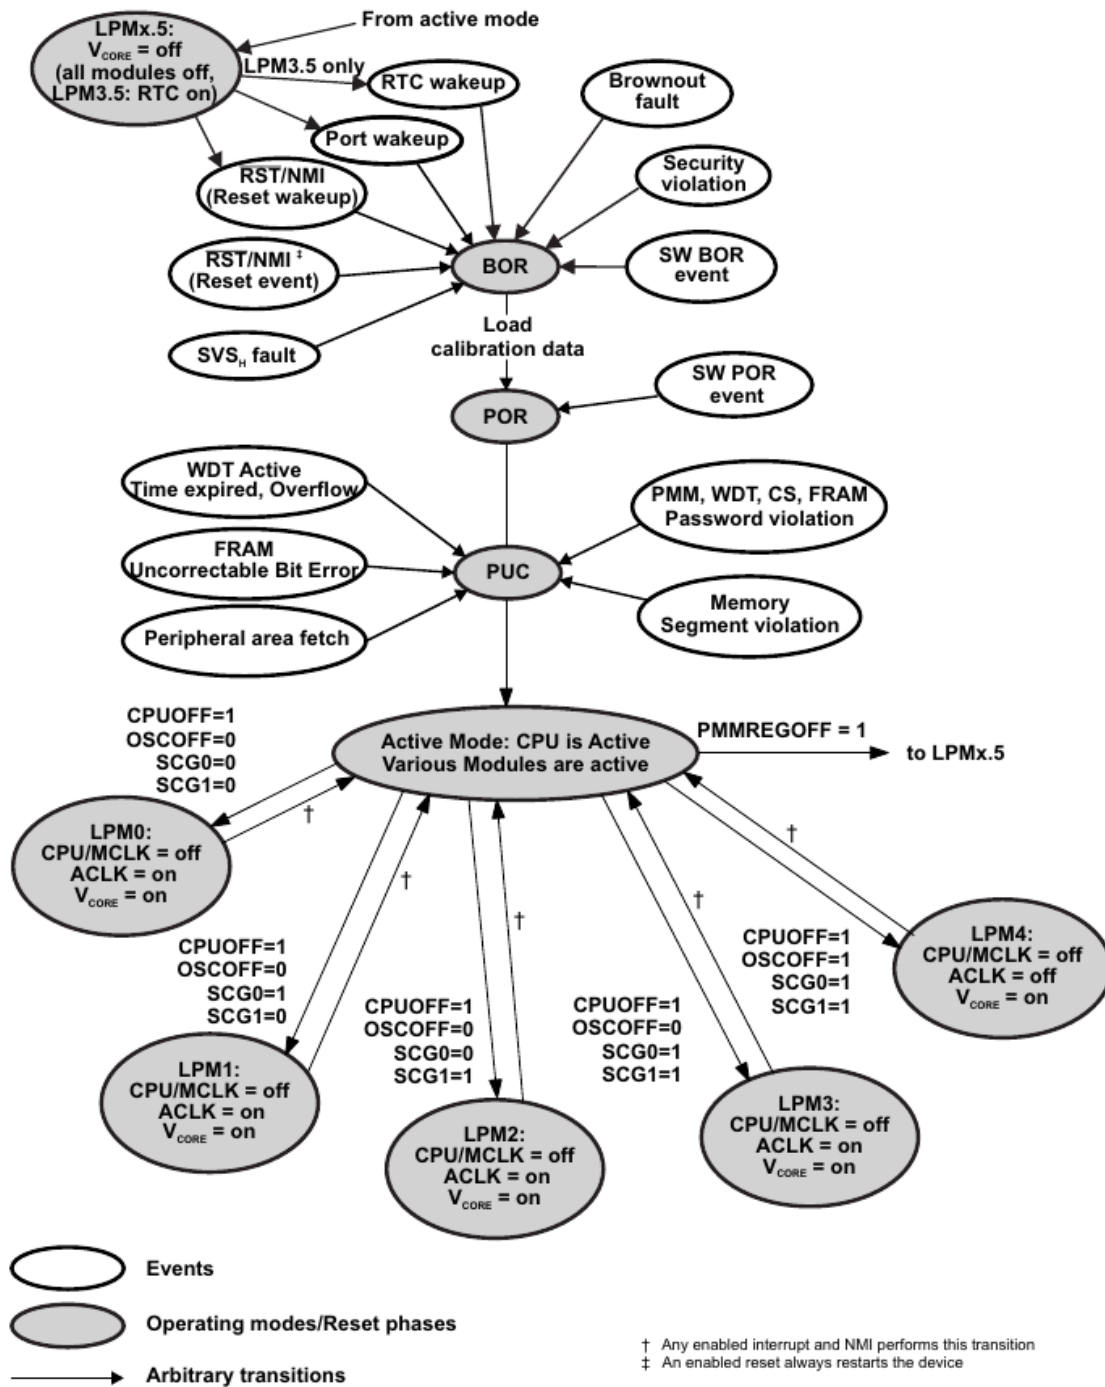 LPMx.5:
VCORE = off
(all modules off,
LPM3.5: RTC on)
From active mode
LPM3.5 only
RTC wakeup
Brownout
fault
Port wakeup
Security
violation
RST/NMI
(Reset wakeup)
RST/NMI ‡
(Reset event)
BOR
SW BOR
event
SVSH fault
Load
calibration data
SW POR
event
POR
WDT Active
Time expired, Overflow
PMM, WDT, CS, FRAM
Password violation
FRAM
Uncorrectable Bit Error
PUC
Memory
Segment violation
Peripheral area fetch
CPUOFF=1
OSCOFF=0
SCG0=0
SCG1=0
Active Mode: CPU is Active
Various Modules are active
PMMREGOFF = 1
to LPMx.5
†
†
†
†
†
LPM0:
CPU/MCLK = off
ACLK = on
VCORE = on
CPUOFF=1
OSCOFF=0
SCG0=1
SCG1=0
CPUOFF=1
OSCOFF=0
SCG0=0
SCG1=1
CPUOFF=1
OSCOFF=0
SCG0=1
SCG1=1
CPUOFF=1
OSCOFF=1
SCG0=1
SCG1=1
LPM4:
CPU/MCLK = off
ACLK = off
VCORE = on
LPM1:
CPU/MCLK = off
ACLK = on
VCORE = on
LPM2:
CPU/MCLK = off
ACLK = on
VCORE = on
LPM3:
CPU/MCLK = off
ACLK = on
VCORE = on
Events
Operating modes/Reset phases
Arbitrary transitions
† Any enabled interrupt and NMI performs this transition
‡ An enabled reset always restarts the device